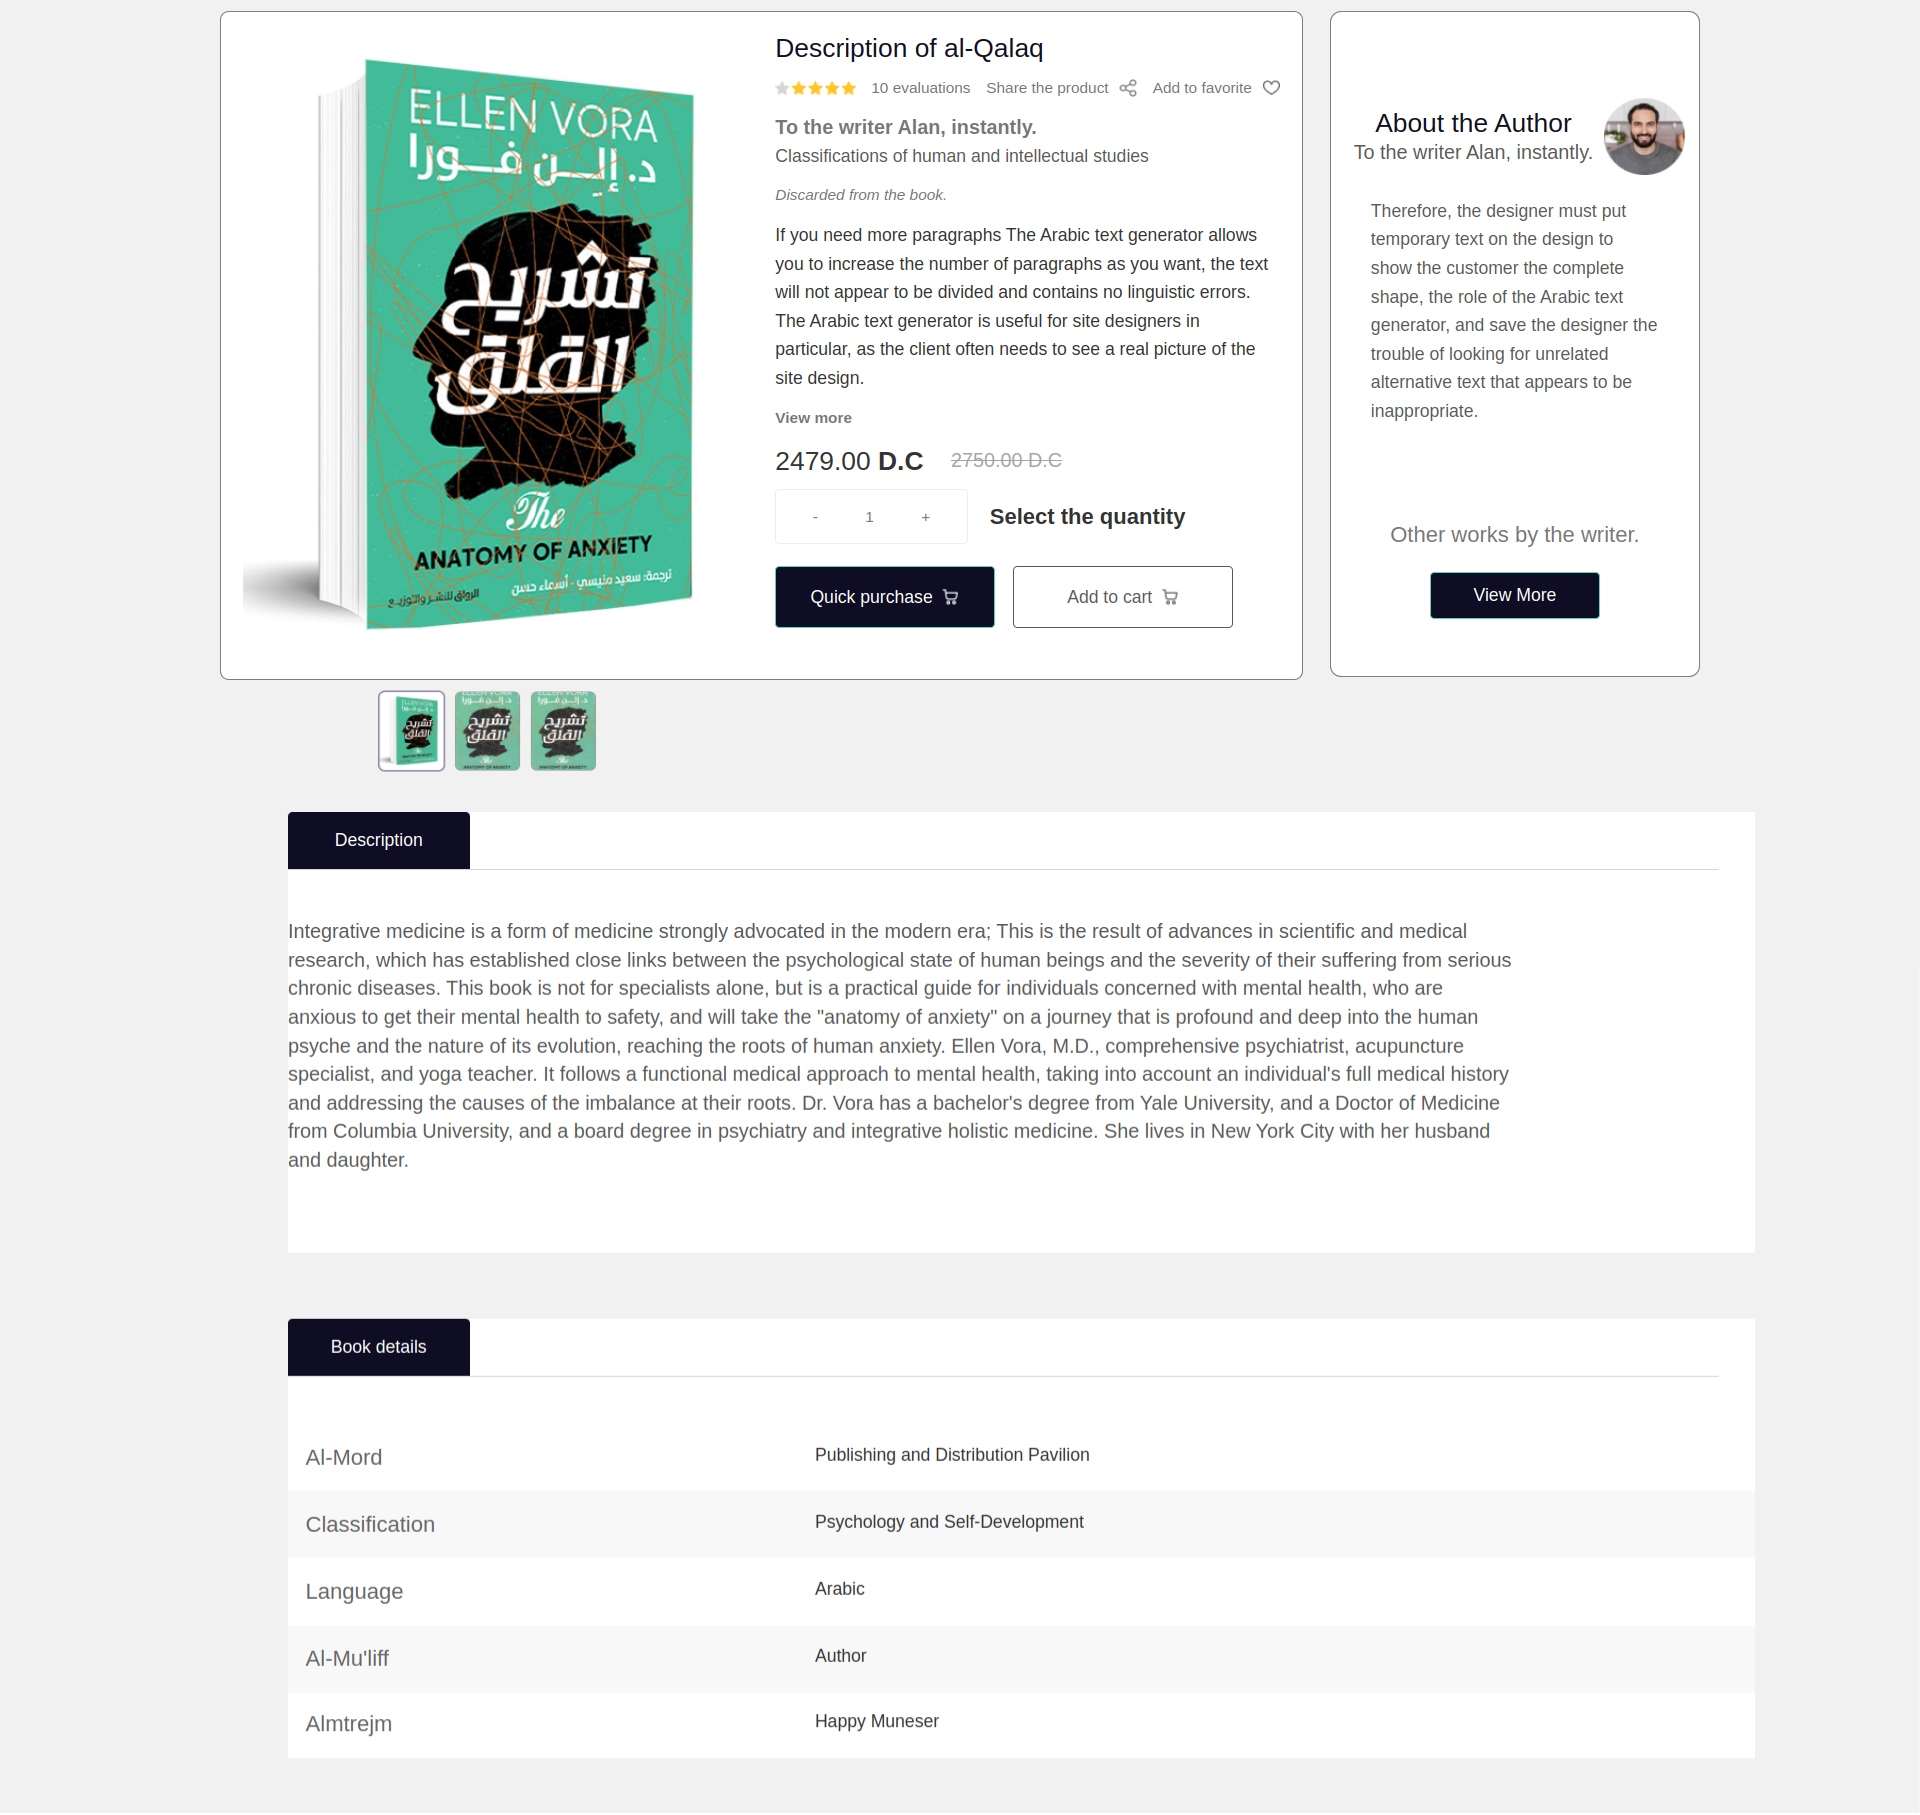 ELLEN VORA
د. إلــن فــورا
تشريح
القلق
The
ANATOMY OF ANXIETY
ترجمة: سعيد منيسي - أسماء حسن
الرواق للنشر والتوزيع
Description of al-Qalaq
10 evaluations Share the product Add to favorite
To the writer Alan, instantly.
Classifications of human and intellectual studies
Discarded from the book.
If you need more paragraphs The Arabic text generator allows
you to increase the number of paragraphs as you want, the text
will not appear to be divided and contains no linguistic errors.
The Arabic text generator is useful for site designers in
particular, as the client often needs to see a real picture of the
site design.
View more
2479.00 D.C 2750.00 D.C
- 1 + Select the quantity
Quick purchase Add to cart
About the Author
To the writer Alan, instantly.
Therefore, the designer must put
temporary text on the design to
show the customer the complete
shape, the role of the Arabic text
generator, and save the designer the
trouble of looking for unrelated
alternative text that appears to be
inappropriate.
Other works by the writer.
View More
Description
Integrative medicine is a form of medicine strongly advocated in the modern era; This is the result of advances in scientific and medical
research, which has established close links between the psychological state of human beings and the severity of their suffering from serious
chronic diseases. This book is not for specialists alone, but is a practical guide for individuals concerned with mental health, who are
anxious to get their mental health to safety, and will take the "anatomy of anxiety" on a journey that is profound and deep into the human
psyche and the nature of its evolution, reaching the roots of human anxiety. Ellen Vora, M.D., comprehensive psychiatrist, acupuncture
specialist, and yoga teacher. It follows a functional medical approach to mental health, taking into account an individual's full medical history
and addressing the causes of the imbalance at their roots. Dr. Vora has a bachelor's degree from Yale University, and a Doctor of Medicine
from Columbia University, and a board degree in psychiatry and integrative holistic medicine. She lives in New York City with her husband
and daughter.
Book details
Al-Mord Publishing and Distribution Pavilion
Classification Psychology and Self-Development
Language Arabic
Al-Mu'liff Author
Almtrejm Happy Muneser